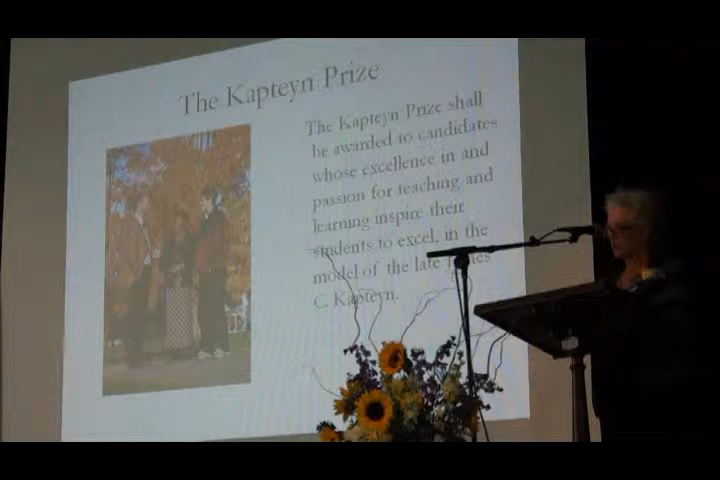 The Kapteyn Prize
The Kapteyn Prize shall
be awarded to candidates
whose excellence in and
passion for teaching and
learning inspire their
students to excel, in the
model of the late James
C. Kapteyn.